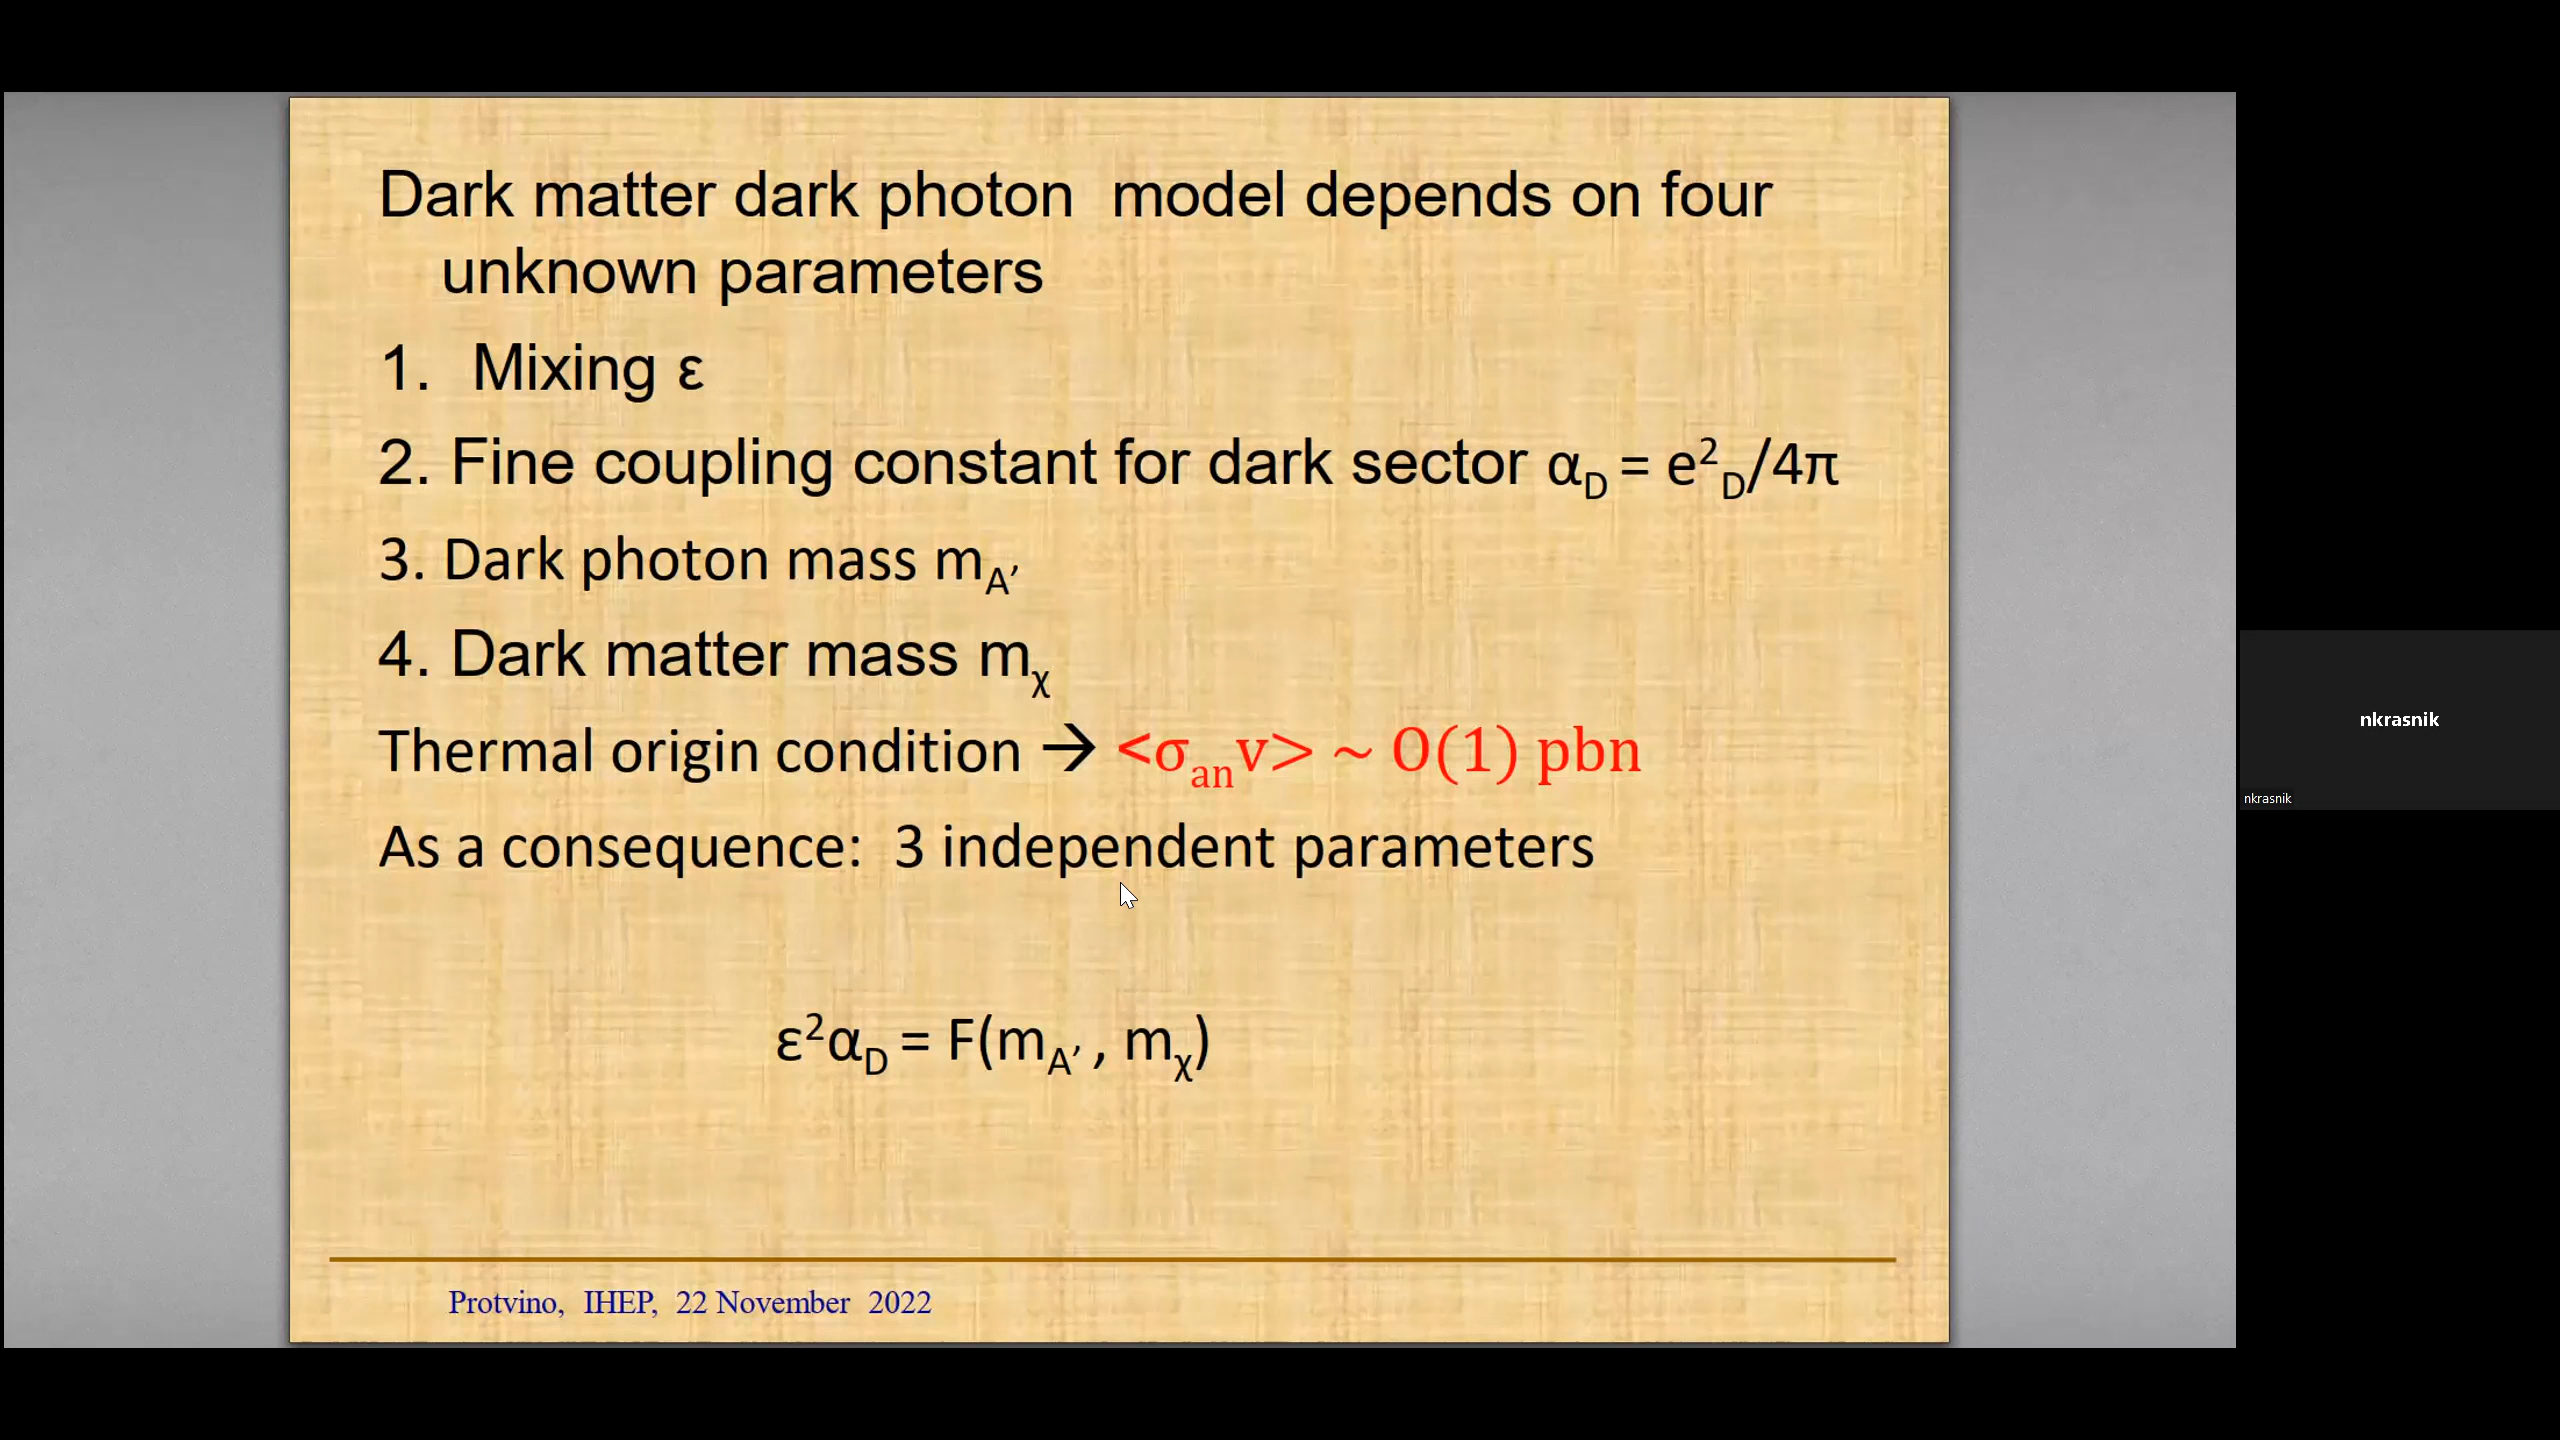 Dark matter dark photon  model depends on four
unknown parameters
1. Mixing ε
2. Fine coupling constant for dark sector α_D = e²_D/4π
3. Dark photon mass m_A′
4. Dark matter mass m_χ
Thermal origin condition → <σ_an v> ~ O(1) pbn
As a consequence:  3 independent parameters
ε²α_D = F(m_A′ , m_χ)
Protvino,  IHEP,  22 November  2022
nkrasnik
nkrasnik